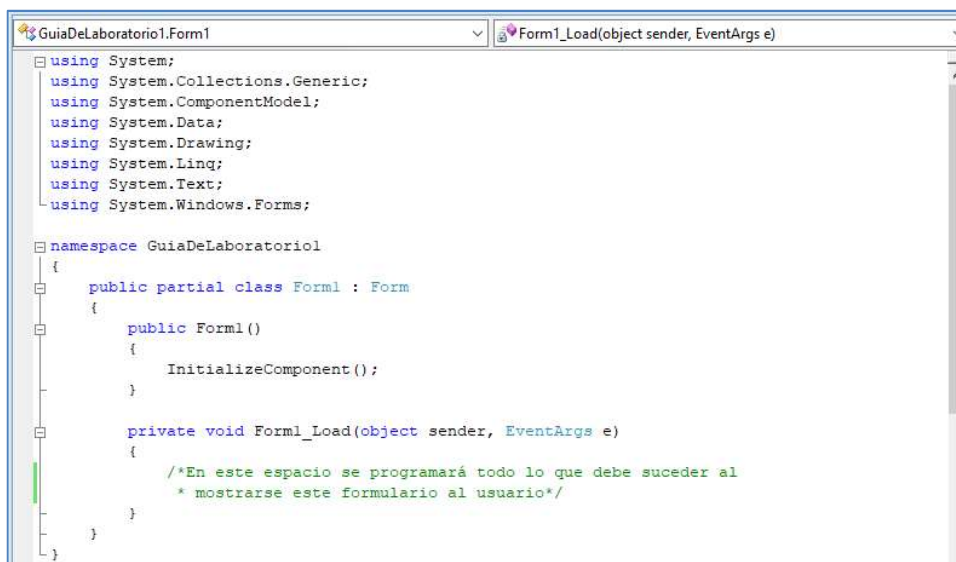 GuiaDeLaboratorio1.Form1
Form1_Load(object sender, EventArgs e)
using System;
using System.Collections.Generic;
using System.ComponentModel;
using System.Data;
using System.Drawing;
using System.Linq;
using System.Text;
using System.Windows.Forms;
namespace GuiaDeLaboratorio1
{
    public partial class Form1 : Form
    {
        public Form1()
        {
            InitializeComponent();
        }
        private void Form1_Load(object sender, EventArgs e)
        {
            /*En este espacio se programará todo lo que debe suceder al
             * mostrarse este formulario al usuario*/
        }
    }
}